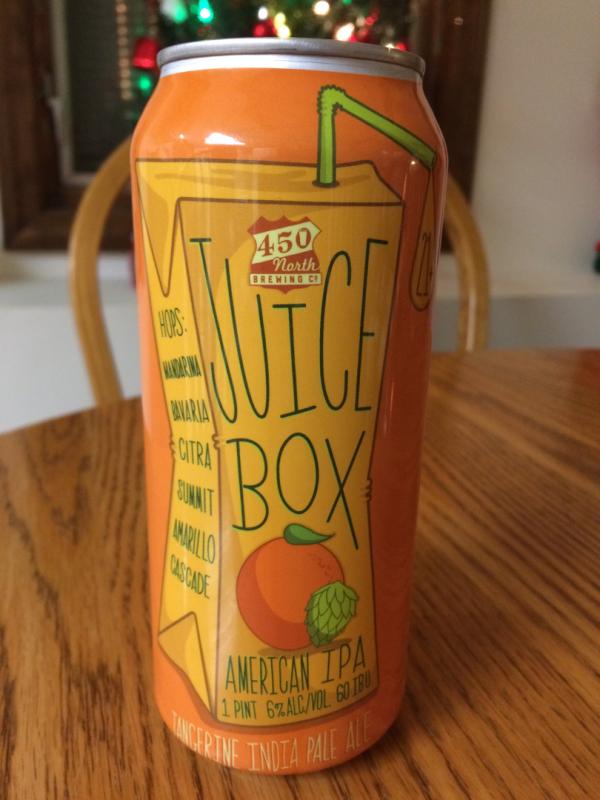 450
North
BREWING Cº
JUICE
BOX
HOPS:
MANDARINA
BAVARIA
CITRA
SUMMIT
AMARILLO
CASCADE
AMERICAN IPA
1 PINT 6% ALC/VOL. 60 IBU
TANGERINE INDIA PALE ALE